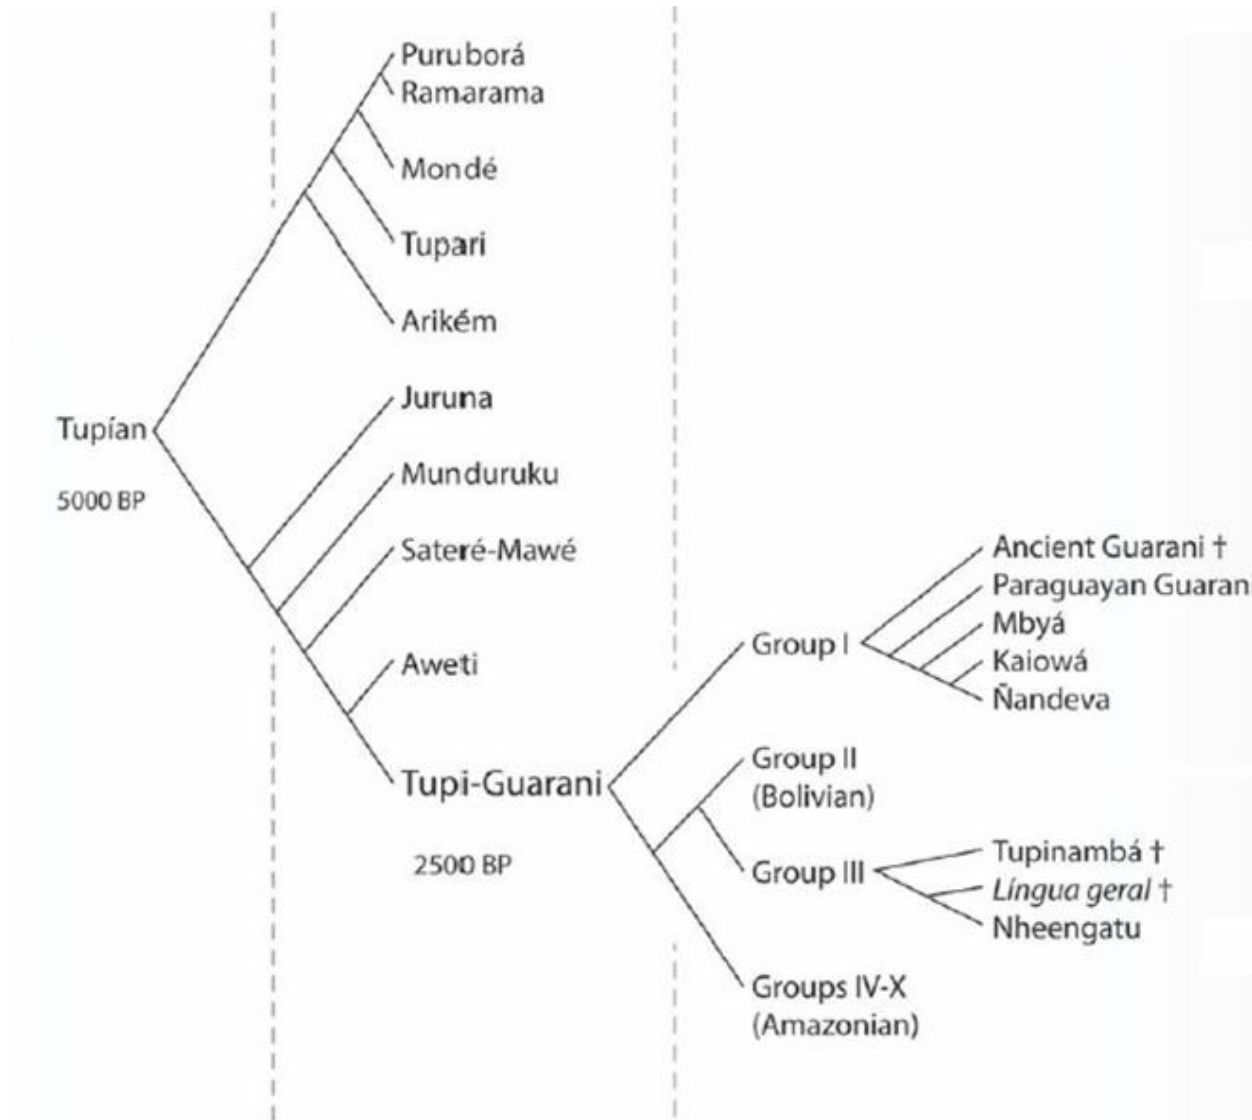 Puruborá
Ramarama
Mondé
Tupari
Arikém
Juruna
Tupían
Munduruku
5000 BP
Sateré-Mawé
Ancient Guarani †
Paraguayan Guarani
Mbyá
Group I
Kaiowá
Aweti
Ñandeva
Group II
(Bolivian)
Tupi-Guarani
Tupinambá †
2500 BP
Group III
Língua geral †
Nheengatu
Groups IV-X
(Amazonian)